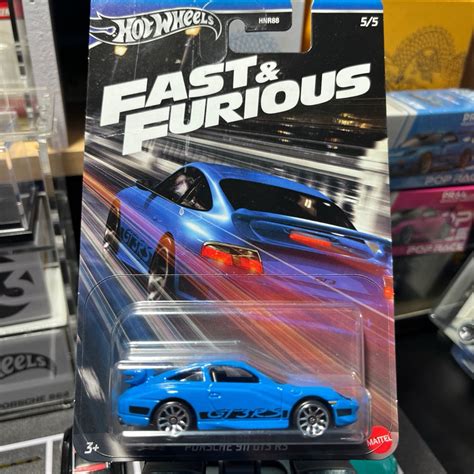 HOT WHEELS
HNR88
5/5
FAST &
FURIOUS
GT3RS
GT3RS
3+
PORSCHE 911 GT3 RS
MATTEL
POP RACE
POP RACE